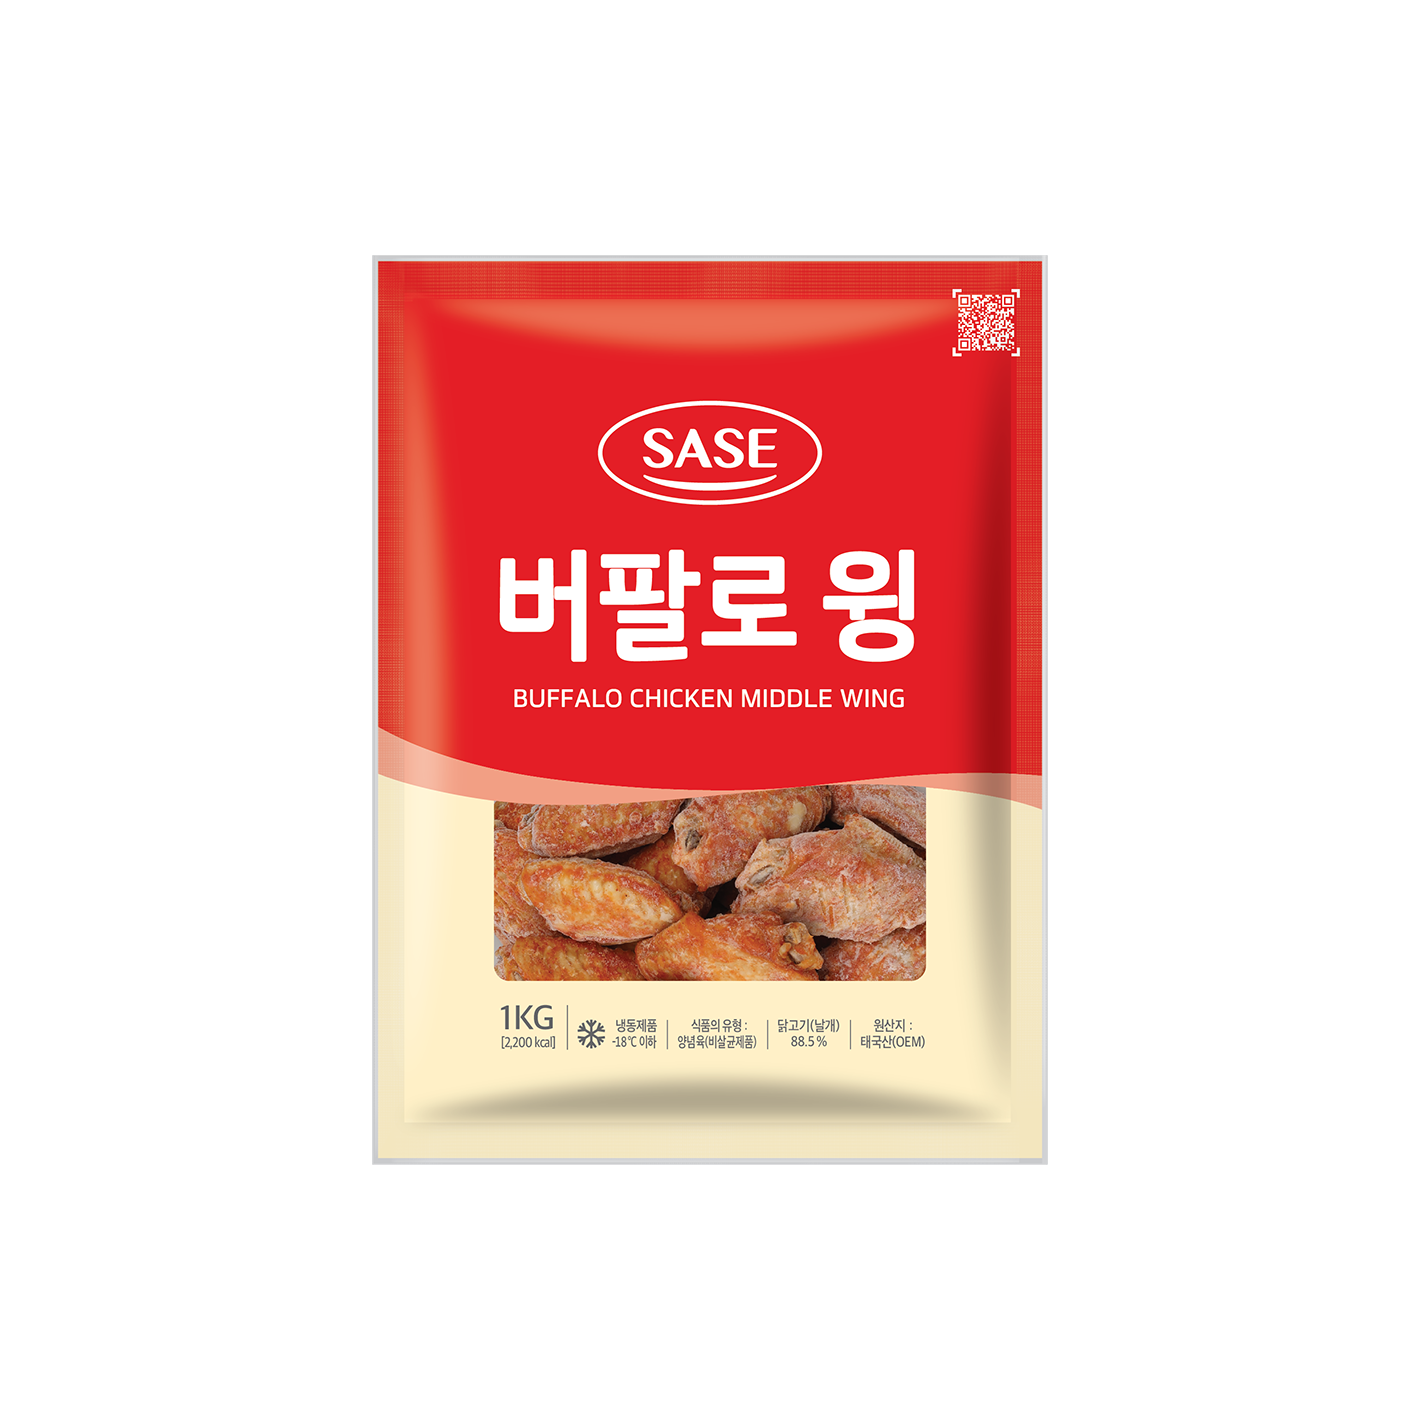 SASE
버팔로 윙
BUFFALO CHICKEN MIDDLE WING
1KG
[2,200 kcal]
냉동제품
-18℃ 이하
식품의 유형 :
양념육(비살균제품)
닭고기(날개)
88.5 %
원산지 :
태국산(OEM)